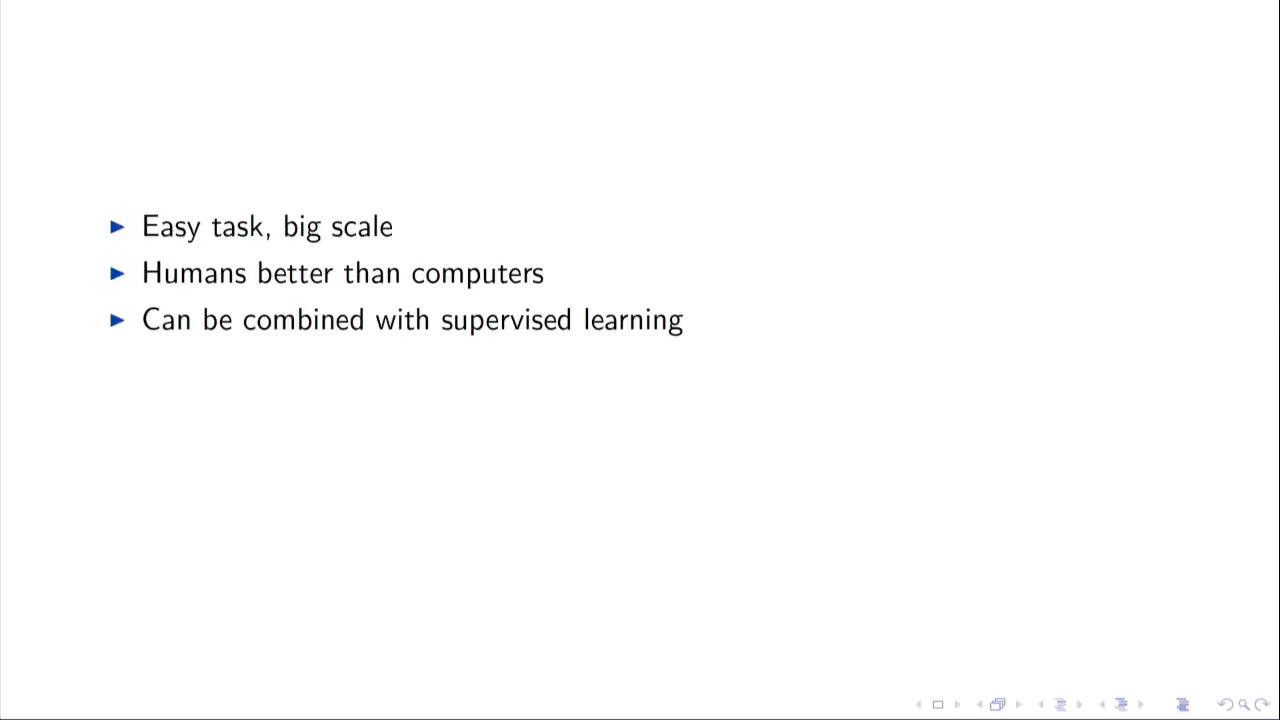 Easy task, big scale
Humans better than computers
Can be combined with supervised learning